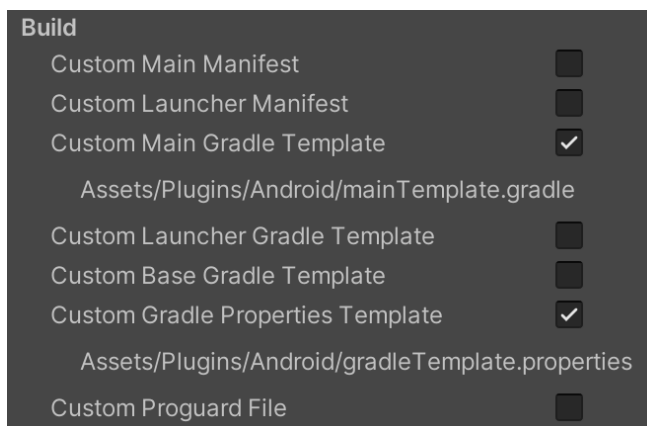 Build
Custom Main Manifest
Custom Launcher Manifest
Custom Main Gradle Template
Assets/Plugins/Android/mainTemplate.gradle
Custom Launcher Gradle Template
Custom Base Gradle Template
Custom Gradle Properties Template
Assets/Plugins/Android/gradleTemplate.properties
Custom Proguard File